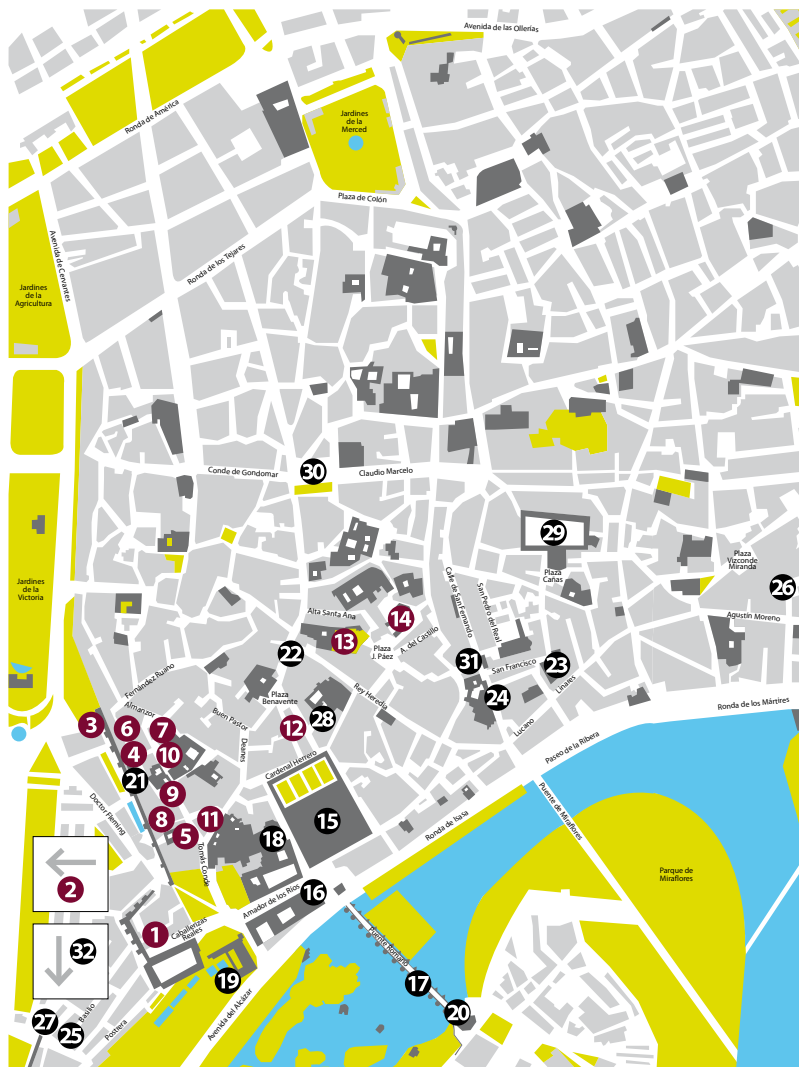 Avenida de las Ollerías
Jardines
de la
Merced
Ronda de América
Plaza de Colón
Avenida de Cervantes
Ronda de los Tejares
Jardines
de la
Agricultura
Conde de Gondomar
30
Claudio Marcelo
29
Plaza
Cañas
Plaza
Vizconde
Miranda
26
Agustín Moreno
Jardines
de la
Victoria
Calle de San Fernando
San Pedro del Real
Alta Santa Ana
14
13
A. del Castillo
Plaza
J. Páez
22
31
San Francisco
23
24
Linares
Lucano
Fernández Ruano
Plaza
Benavente
Rey Heredia
28
12
Almanzor
Buen Pastor
Deanes
3
6
7
4
10
21
9
8
5
11
Cardenal Herrero
15
18
Doctor Fleming
Tomás Conde
Ronda de los Mártires
Paseo de la Ribera
Puente de Miraflores
Ronda de Isasa
Parque de
Miraflores
2
16
Amador de los Ríos
1
Caballerizas
Reales
32
19
Puente Romano
17
20
Avenida del Alcázar
27
25
Basilio
Postrera